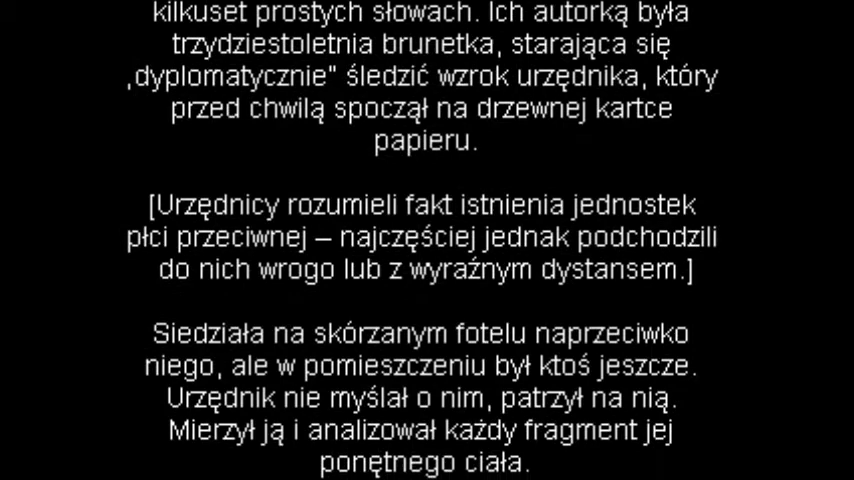 kilkuset prostych słowach. Ich autorką była
trzydziestoletnia brunetka, starająca się
‚dyplomatycznie" śledzić wzrok urzędnika, który
przed chwilą spoczął na drzewnej kartce
papieru.
[Urzędnicy rozumieli fakt istnienia jednostek
płci przeciwnej – najczęściej jednak podchodzili
do nich wrogo lub z wyraźnym dystansem.]
Siedziała na skórzanym fotelu naprzeciwko
niego, ale w pomieszczeniu był ktoś jeszcze.
Urzędnik nie myślał o nim, patrzył na nią.
Mierzył ją i analizował każdy fragment jej
ponętnego ciała.